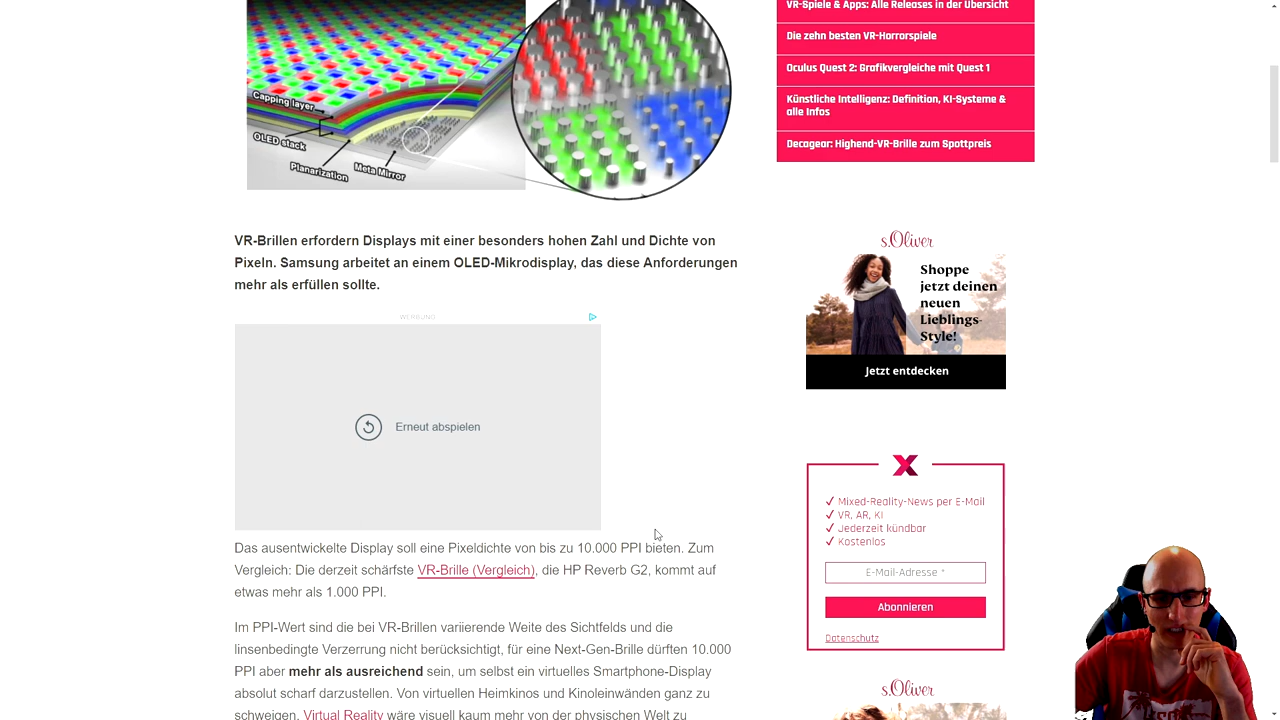 Capping layer
OLED stack
Planarization
Meta Mirror
VR-Brillen erfordern Displays mit einer besonders hohen Zahl und Dichte von
Pixeln. Samsung arbeitet an einem OLED-Mikrodisplay, das diese Anforderungen
mehr als erfüllen sollte.
WERBUNG
Erneut abspielen
Das ausentwickelte Display soll eine Pixeldichte von bis zu 10.000 PPI bieten. Zum
Vergleich: Die derzeit schärfste VR-Brille (Vergleich), die HP Reverb G2, kommt auf
etwas mehr als 1.000 PPI.
Im PPI-Wert sind die bei VR-Brillen variierende Weite des Sichtfelds und die
linsenbedingte Verzerrung nicht berücksichtigt, für eine Next-Gen-Brille dürften 10.000
PPI aber mehr als ausreichend sein, um selbst ein virtuelles Smartphone-Display
absolut scharf darzustellen. Von virtuellen Heimkinos und Kinoleinwänden ganz zu
schweigen. Virtual Reality wäre visuell kaum mehr von der physischen Welt zu
VR-Spiele & Apps: Alle Releases in der Übersicht
Die zehn besten VR-Horrorspiele
Oculus Quest 2: Grafikvergleiche mit Quest 1
Künstliche Intelligenz: Definition, KI-Systeme &
alle Infos
Decagear: Highend-VR-Brille zum Spottpreis
s.Oliver
Shoppe
jetzt deinen
neuen
Lieblings-
Style!
Jetzt entdecken
X
✓ Mixed-Reality-News per E-Mail
✓ VR, AR, KI
✓ Jederzeit kündbar
✓ Kostenlos
E-Mail-Adresse *
Abonnieren
Datenschutz
s.Oliver